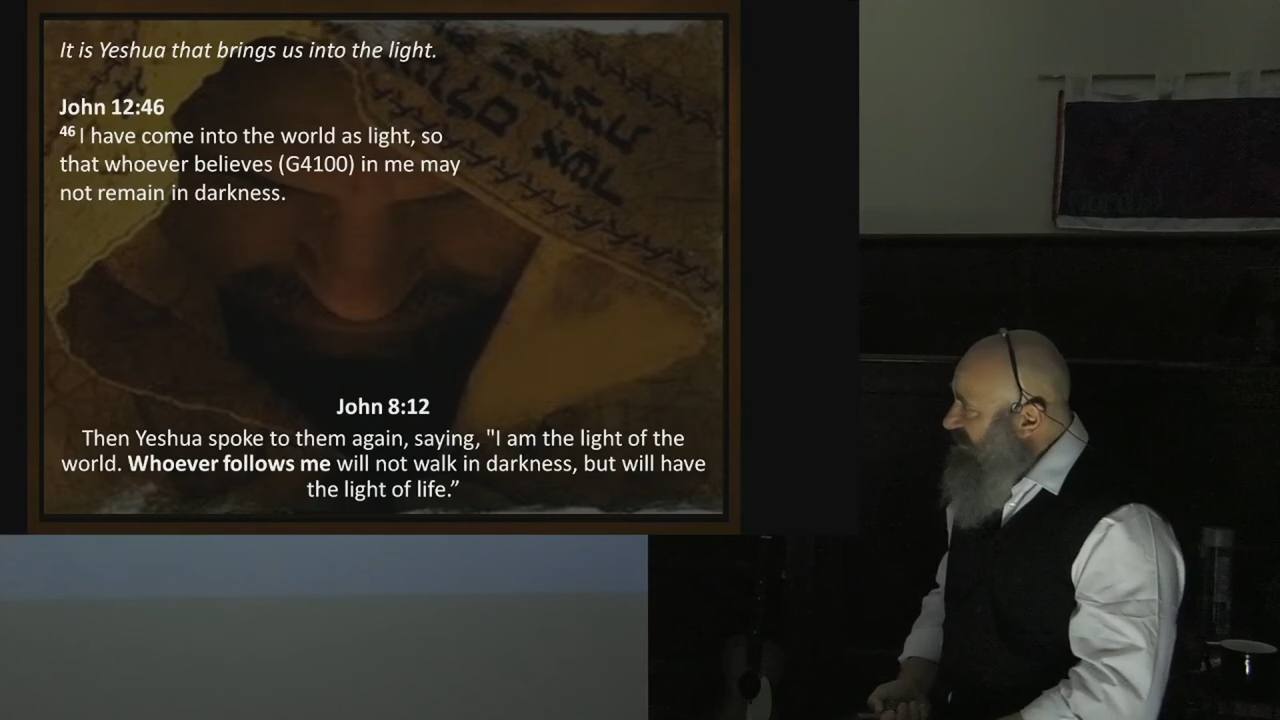 It is Yeshua that brings us into the light.
John 12:46
46 I have come into the world as light, so
that whoever believes (G4100) in me may
not remain in darkness.
John 8:12
Then Yeshua spoke to them again, saying, "I am the light of the
world. Whoever follows me will not walk in darkness, but will have
the light of life.”